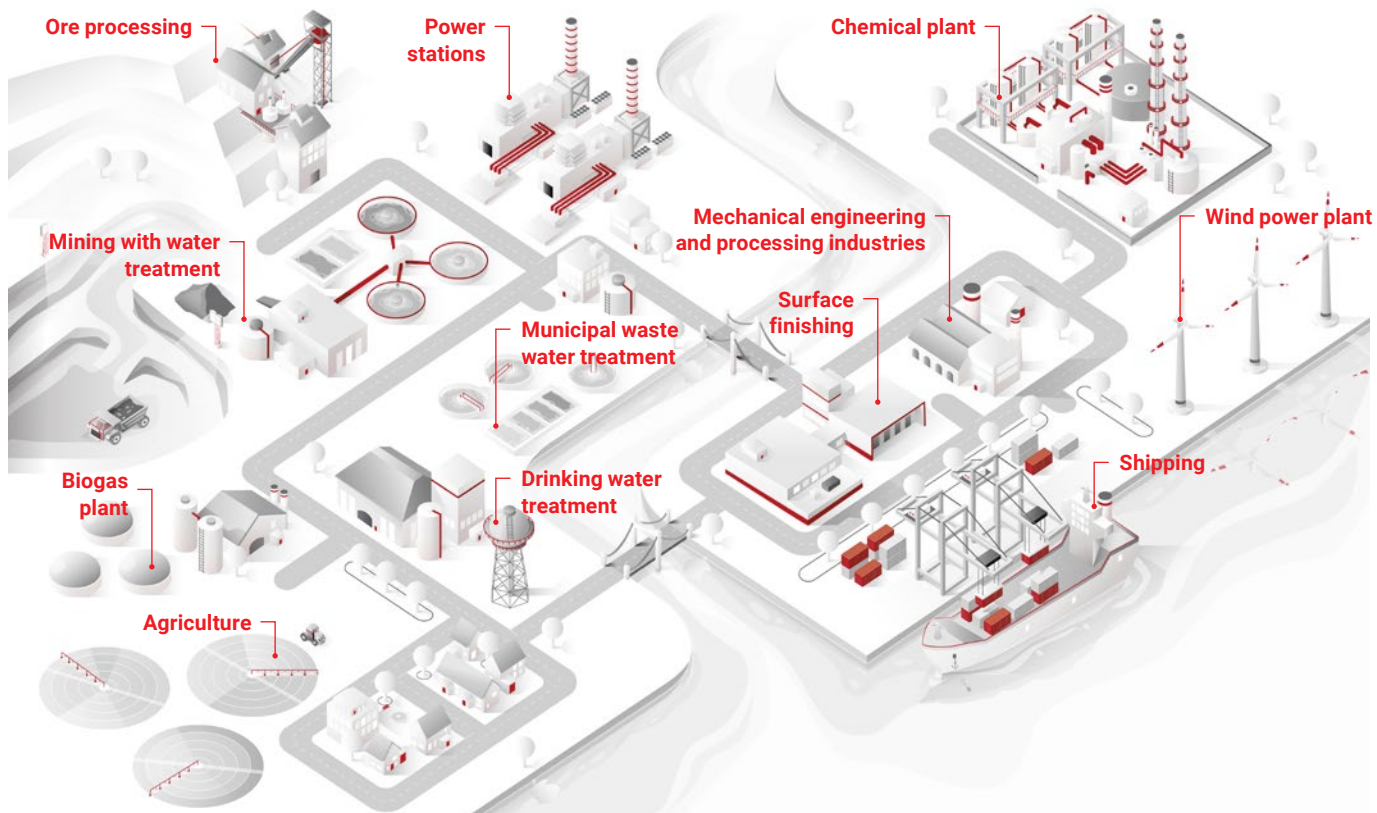 Ore processing
Power
stations
Chemical plant
Mining with water
treatment
Mechanical engineering
and processing industries
Wind power plant
Surface
finishing
Municipal waste
water treatment
Biogas
plant
Drinking water
treatment
Shipping
Agriculture